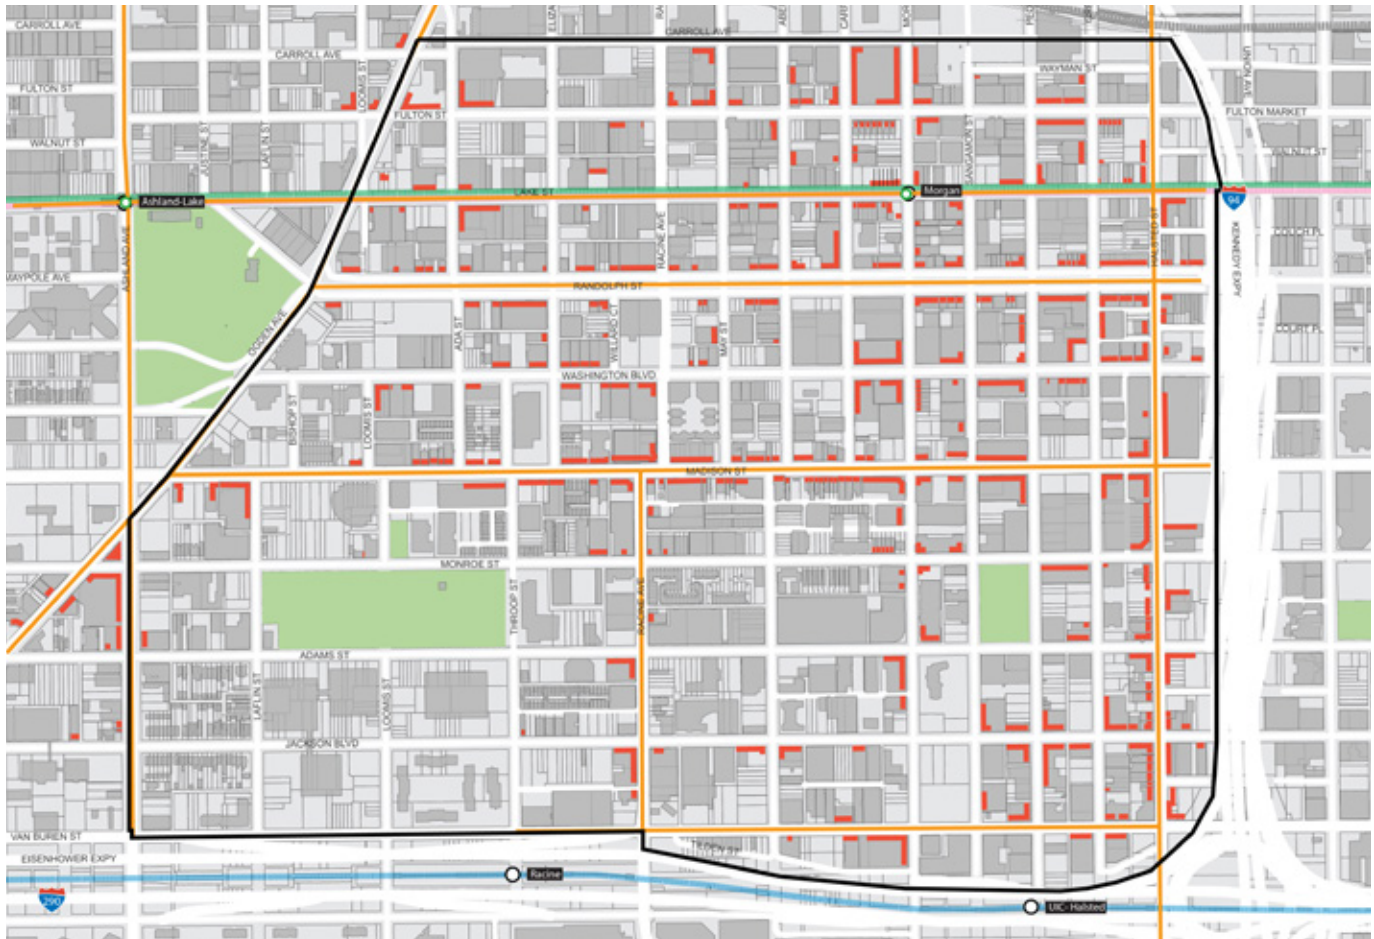 CARROLL AVE
CARROLL AVE
CARROLL AVE
LOOMIS ST
WAYMAN ST
UNION AVE
FULTON ST
FULTON ST
FULTON MARKET
WALNUT ST
JUSTINE ST
LAFLIN ST
SANGAMON ST
WALNUT ST
LAKE ST
Ashland-Lake
Morgan
94
ASHLAND AVE
RACINE AVE
HALSTED ST
COUCH PL
KENNEDY EXPY
MAYPOLE AVE
RANDOLPH ST
OGDEN AVE
ADA ST
WILLARD CT
MAY ST
COURT PL
WASHINGTON BLVD
BISHOP ST
LOOMIS ST
MADISON ST
MONROE ST
THROOP ST
RACINE AVE
ADAMS ST
LAFLIN ST
LOOMIS ST
JACKSON BLVD
VAN BUREN ST
TILDEN ST
EISENHOWER EXPY
Racine
290
UIC-Halsted